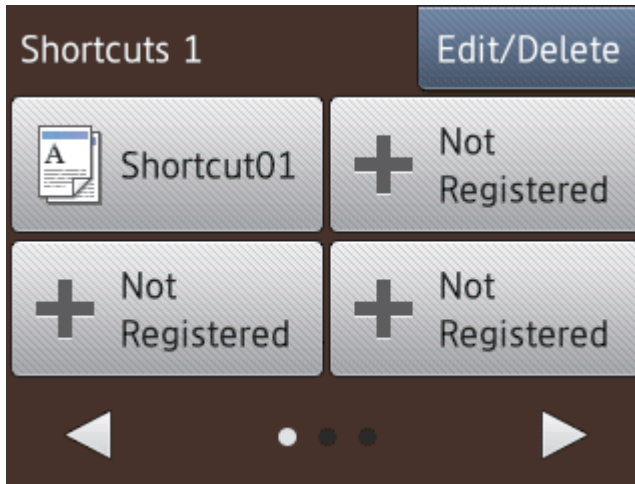 Shortcuts 1
Edit/Delete
A
Shortcut01
Not
Registered
Not
Registered
Not
Registered